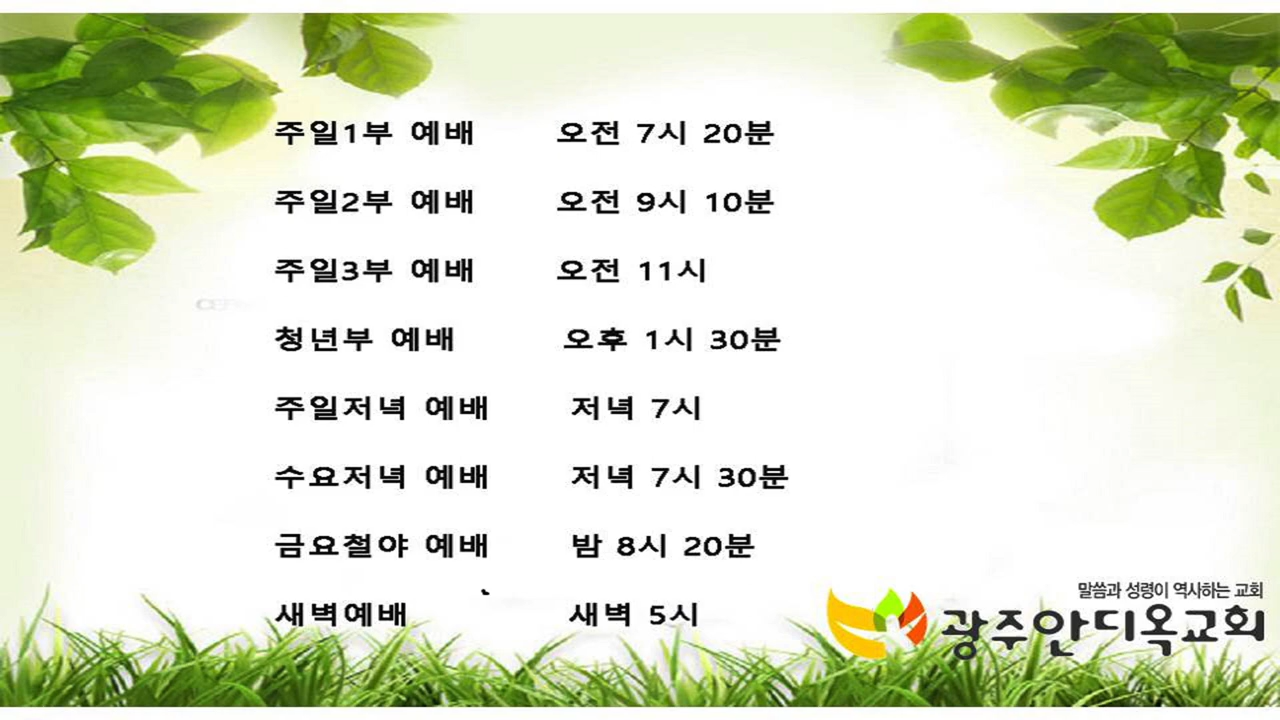 주일1부 예배 오전 7시 20분
주일2부 예배 오전 9시 10분
주일3부 예배 오전 11시
청년부 예배 오후 1시 30분
주일저녁 예배 저녁 7시
수요저녁 예배 저녁 7시 30분
금요철야 예배 밤 8시 20분
새벽예배 새벽 5시
말씀과 성령이 역사하는 교회
광주안디옥교회